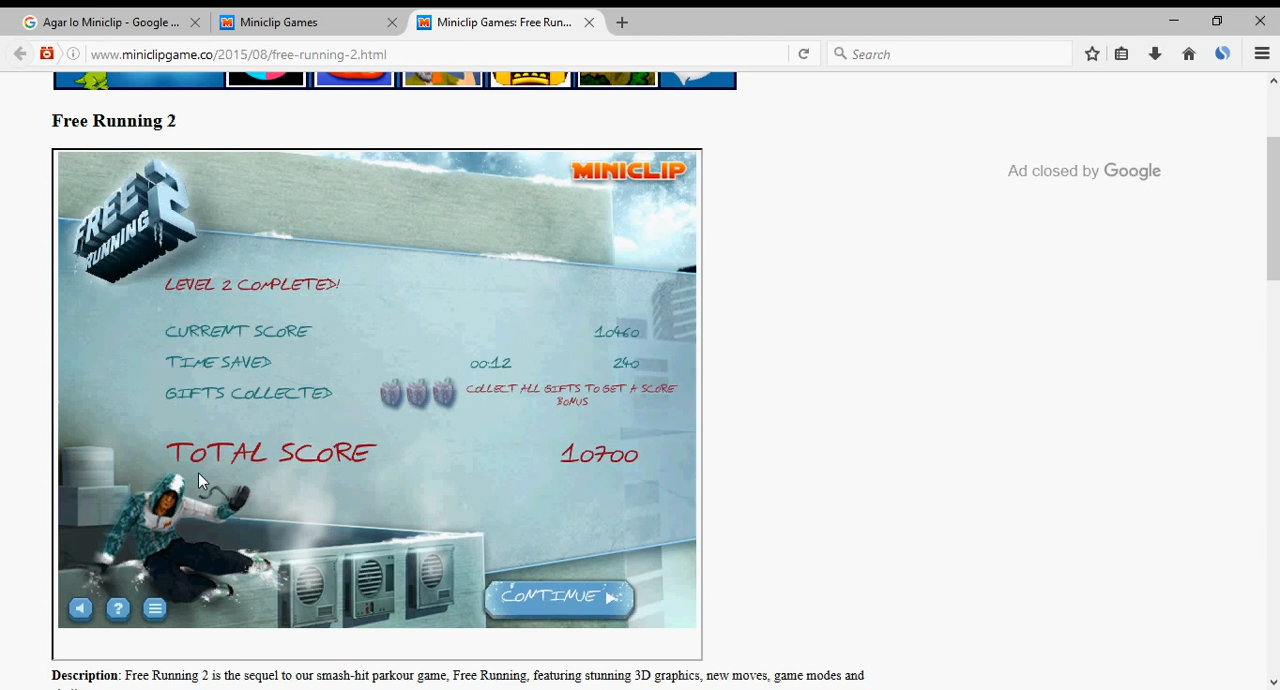 Agar Io Miniclip - Google ...
Miniclip Games
Miniclip Games: Free Run...
www.miniclipgame.co/2015/08/free-running-2.html
Search
Free Running 2
Ad closed by Google
MINICLIP
FREE RUNNING 2
LEVEL 2 COMPLETED!
CURRENT SCORE 10460
TIME SAVED 00:12 240
GIFTS COLLECTED COLLECT ALL GIFTS TO GET A SCORE
BONUS
TOTAL SCORE 10700
CONTINUE
?
Description: Free Running 2 is the sequel to our smash-hit parkour game, Free Running, featuring stunning 3D graphics, new moves, game modes and